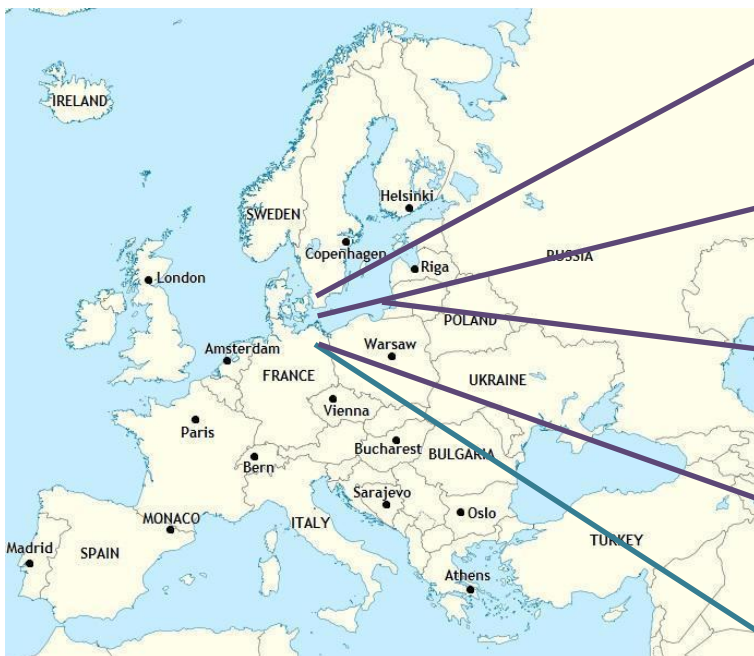 IRELAND
Helsinki
SWEDEN
Copenhagen
RUSSIA
Riga
London
POLAND
Warsaw
Amsterdam
FRANCE
UKRAINE
Vienna
Paris
Bucharest
BULGARIA
Bern
Sarajevo
Oslo
MONACO
ITALY
TURKEY
Madrid
SPAIN
Athens